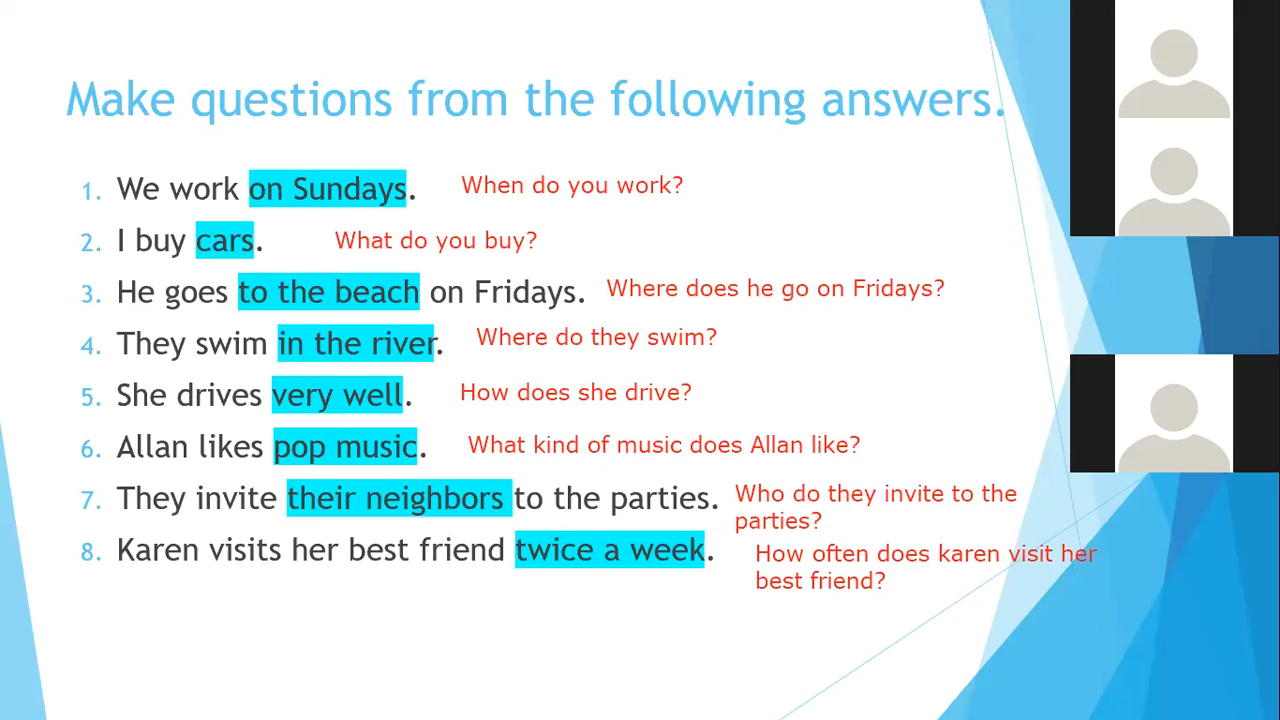 Make questions from the following answers.
1. We work on Sundays. When do you work?
2. I buy cars. What do you buy?
3. He goes to the beach on Fridays. Where does he go on Fridays?
4. They swim in the river. Where do they swim?
5. She drives very well. How does she drive?
6. Allan likes pop music. What kind of music does Allan like?
7. They invite their neighbors to the parties. Who do they invite to the
parties?
8. Karen visits her best friend twice a week. How often does karen visit her
best friend?